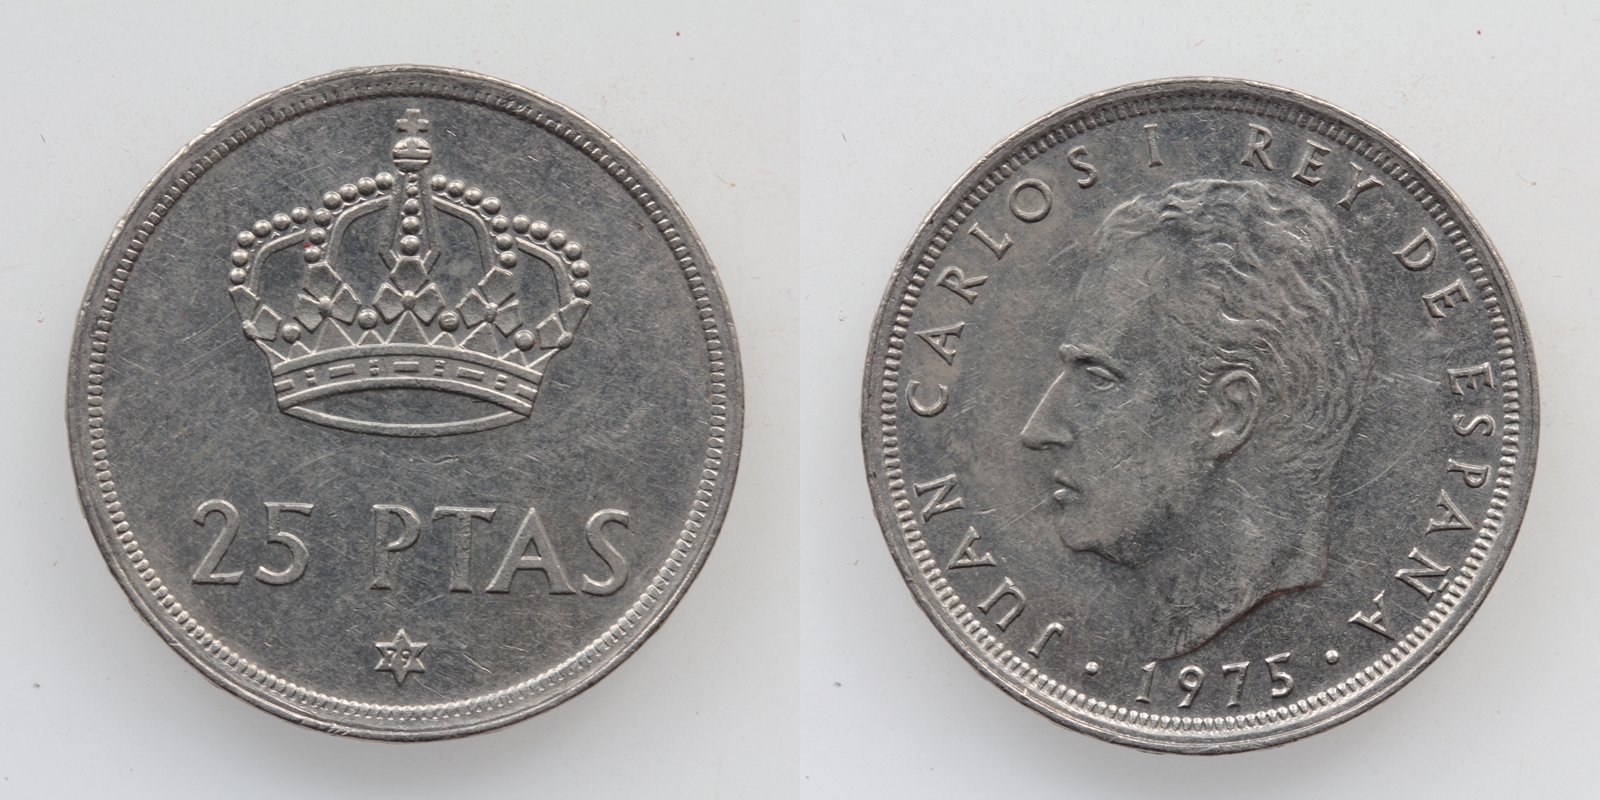 25 PTAS
79
JUAN CARLOS I REY DE ESPAÑA
• 1975 •